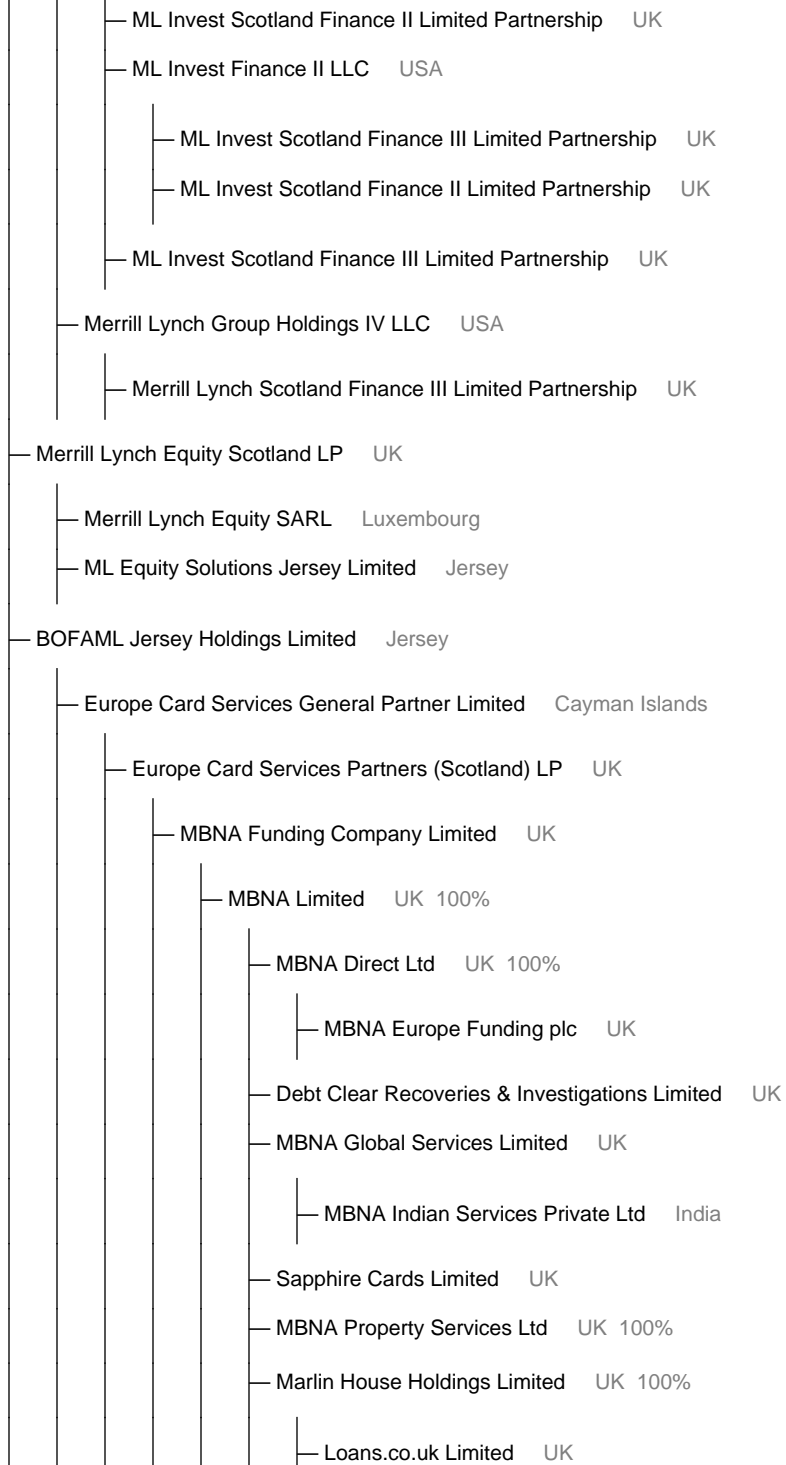 ML Invest Scotland Finance II Limited Partnership UK
ML Invest Finance II LLC USA
ML Invest Scotland Finance III Limited Partnership UK
ML Invest Scotland Finance II Limited Partnership UK
ML Invest Scotland Finance III Limited Partnership UK
Merrill Lynch Group Holdings IV LLC USA
Merrill Lynch Scotland Finance III Limited Partnership UK
Merrill Lynch Equity Scotland LP UK
Merrill Lynch Equity SARL Luxembourg
ML Equity Solutions Jersey Limited Jersey
BOFAML Jersey Holdings Limited Jersey
Europe Card Services General Partner Limited Cayman Islands
Europe Card Services Partners (Scotland) LP UK
MBNA Funding Company Limited UK
MBNA Limited UK 100%
MBNA Direct Ltd UK 100%
MBNA Europe Funding plc UK
Debt Clear Recoveries & Investigations Limited UK
MBNA Global Services Limited UK
MBNA Indian Services Private Ltd India
Sapphire Cards Limited UK
MBNA Property Services Ltd UK 100%
Marlin House Holdings Limited UK 100%
Loans.co.uk Limited UK